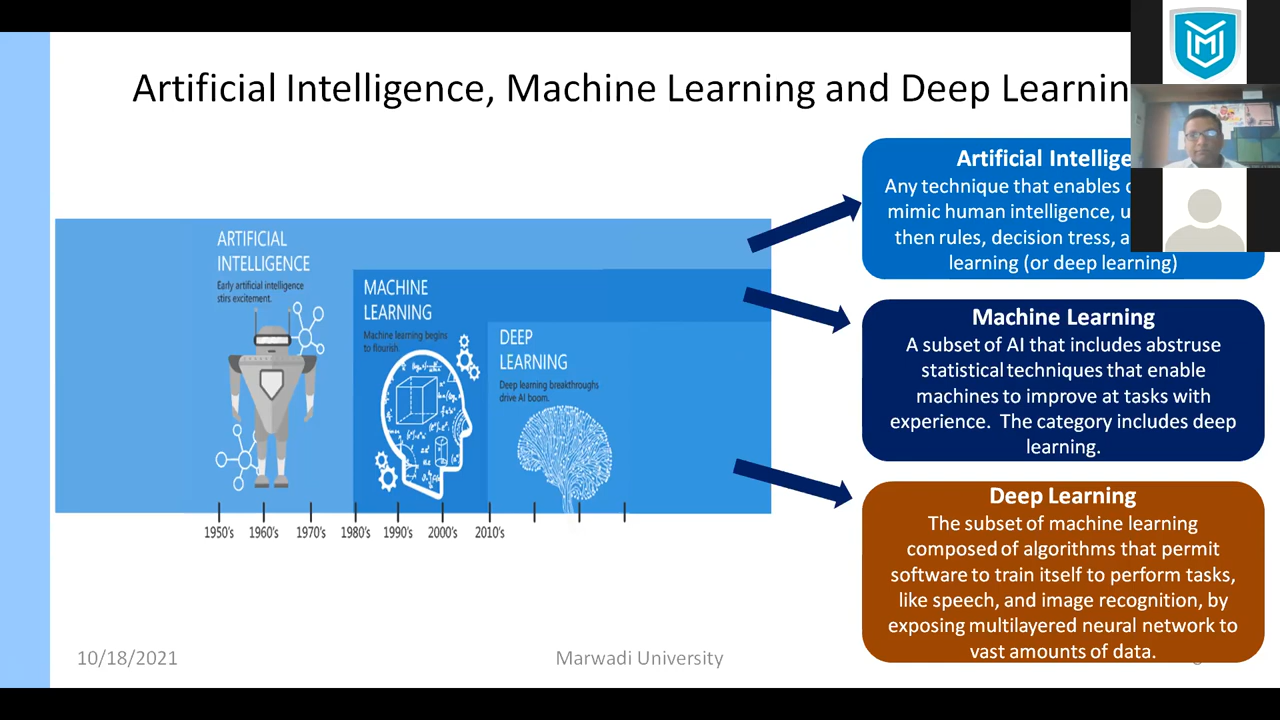 Artificial Intelligence, Machine Learning and Deep Learnin
ARTIFICIAL
INTELLIGENCE
Early artificial intelligence
stirs excitement.
MACHINE
LEARNING
Machine learning begins
to flourish.
DEEP
LEARNING
Deep learning breakthroughs
drive AI boom.
1950's 1960's 1970's 1980's 1990's 2000's 2010's
Artificial Intellige
Any technique that enables
mimic human intelligence,
then rules, decision tress,
learning (or deep learning)
Machine Learning
A subset of AI that includes abstruse
statistical techniques that enable
machines to improve at tasks with
experience. The category includes deep
learning.
Deep Learning
The subset of machine learning
composed of algorithms that permit
software to train itself to perform tasks,
like speech, and image recognition, by
exposing multilayered neural network to
vast amounts of data.
10/18/2021
Marwadi University